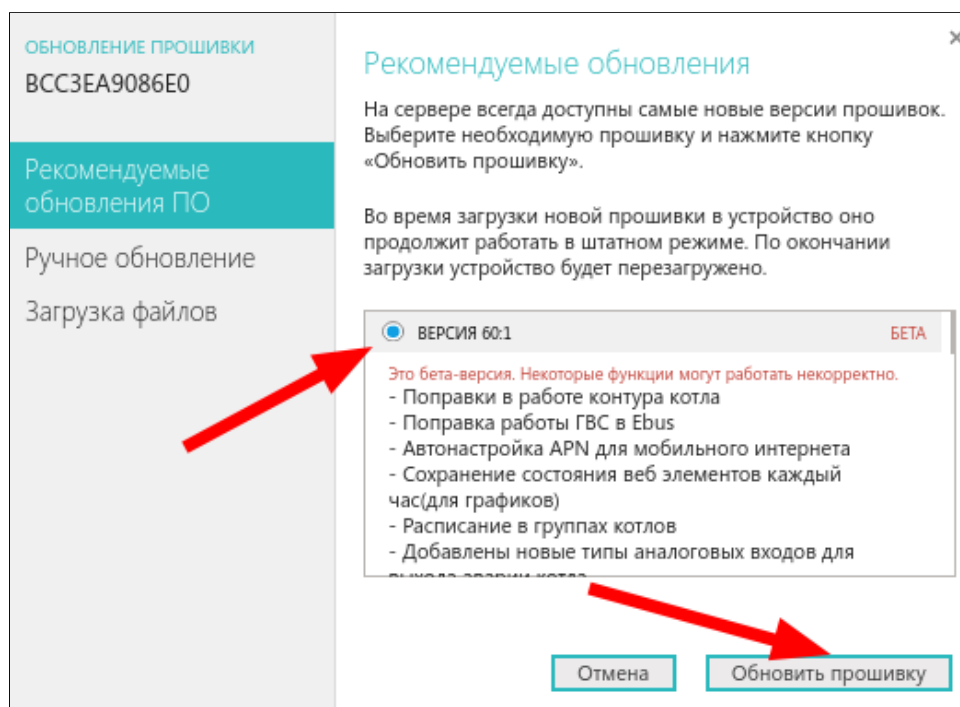 ОБНОВЛЕНИЕ ПРОШИВКИ
BCC3EA9086E0
Рекомендуемые
обновления ПО
Ручное обновление
Загрузка файлов
Рекомендуемые обновления
На сервере всегда доступны самые новые версии прошивок.
Выберите необходимую прошивку и нажмите кнопку
«Обновить прошивку».
Во время загрузки новой прошивки в устройство оно
продолжит работать в штатном режиме. По окончании
загрузки устройство будет перезагружено.
ВЕРСИЯ 60:1 БЕТА
Это бета-версия. Некоторые функции могут работать некорректно.
- Поправки в работе контура котла
- Поправка работы ГВС в Ebus
- Автонастройка APN для мобильного интернета
- Сохранение состояния веб элементов каждый
час(для графиков)
- Расписание в группах котлов
- Добавлены новые типы аналоговых входов для
выхода аварии котла
Отмена
Обновить прошивку